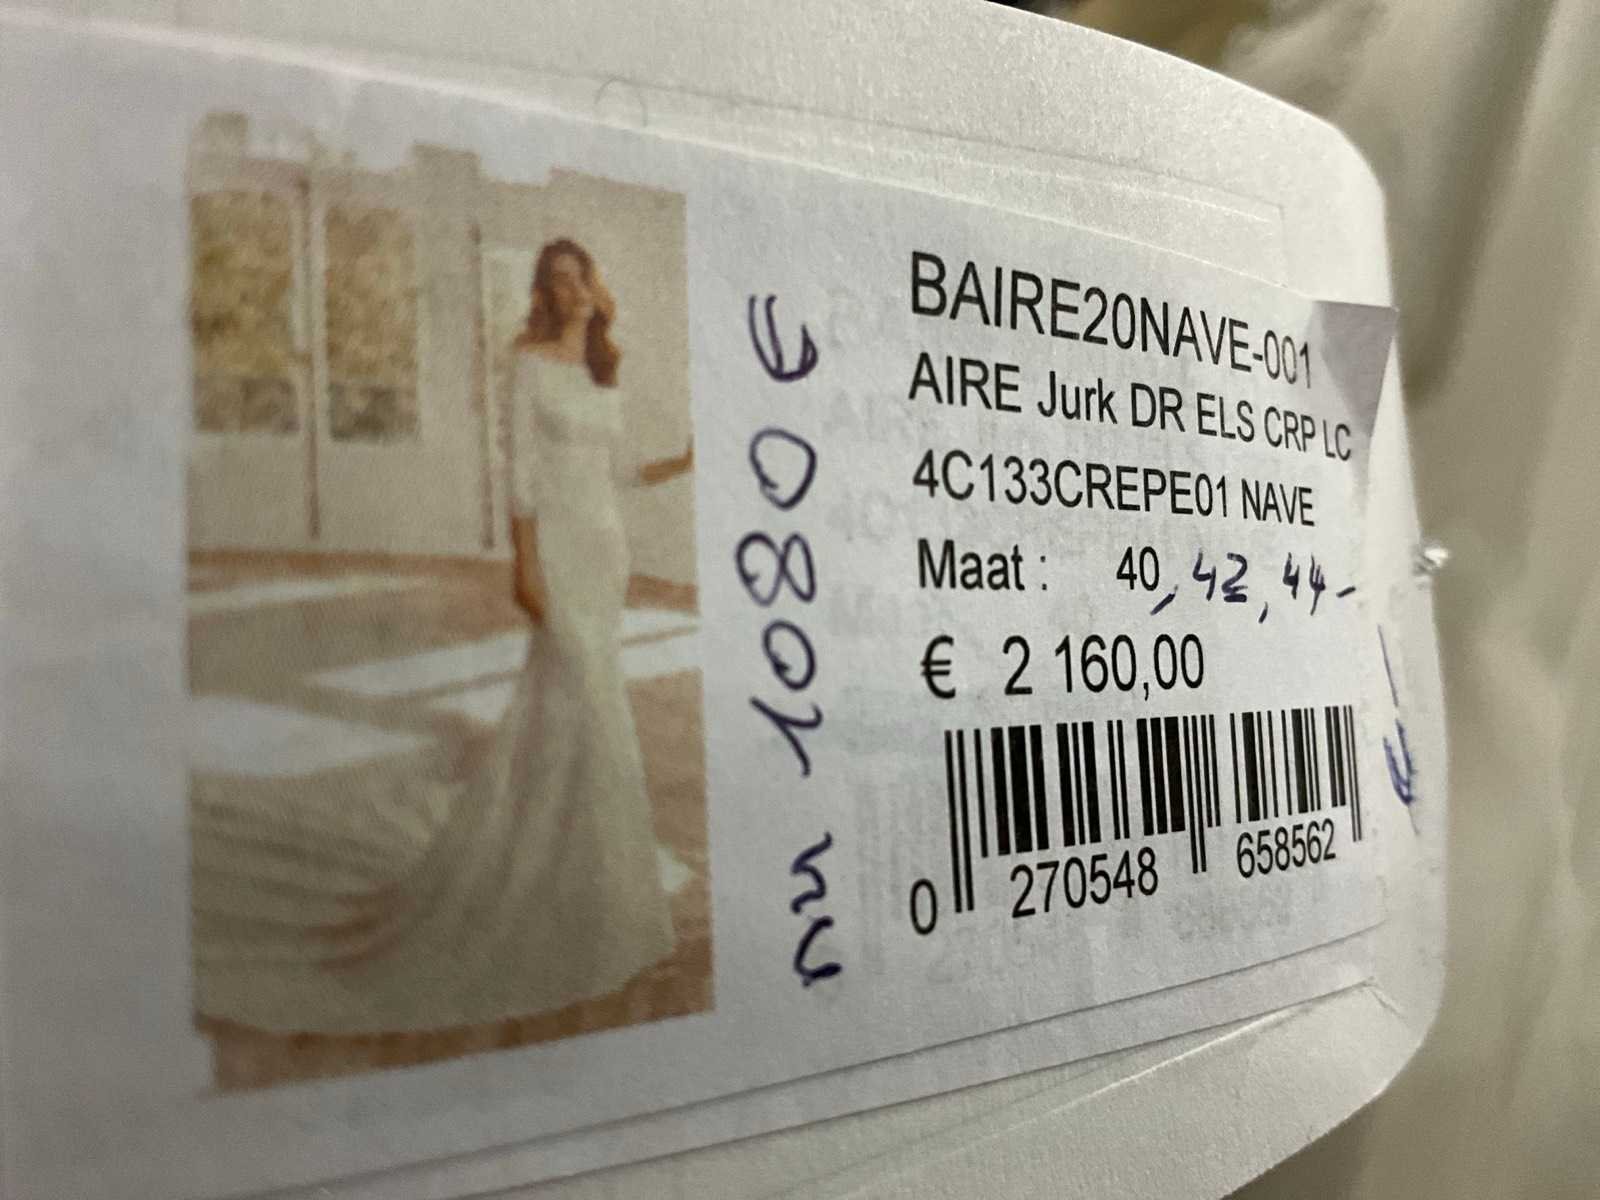 nu 1080 €
BAIRE20NAVE-001
AIRE Jurk DR ELS CRP LC
4C133CREPE01 NAVE
Maat : 40, 42, 44-
€ 2 160,00
0 270548 658562